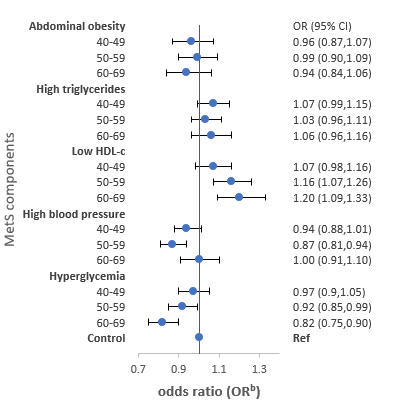 Abdominal obesity OR (95% CI)
40-49 0.96 (0.87,1.07)
50-59 0.99 (0.90,1.09)
60-69 0.94 (0.84,1.06)
High triglycerides
40-49 1.07 (0.99,1.15)
50-59 1.03 (0.96,1.11)
60-69 1.06 (0.96,1.16)
Low HDL-c
40-49 1.07 (0.98,1.16)
50-59 1.16 (1.07,1.26)
60-69 1.20 (1.09,1.33)
High blood pressure
40-49 0.94 (0.88,1.01)
50-59 0.87 (0.81,0.94)
60-69 1.00 (0.91,1.10)
Hyperglycemia
40-49 0.97 (0.9,1.05)
50-59 0.92 (0.85,0.99)
60-69 0.82 (0.75,0.90)
Control Ref
MetS components
0.7 0.9 1.1 1.3
odds ratio (ORᵇ)